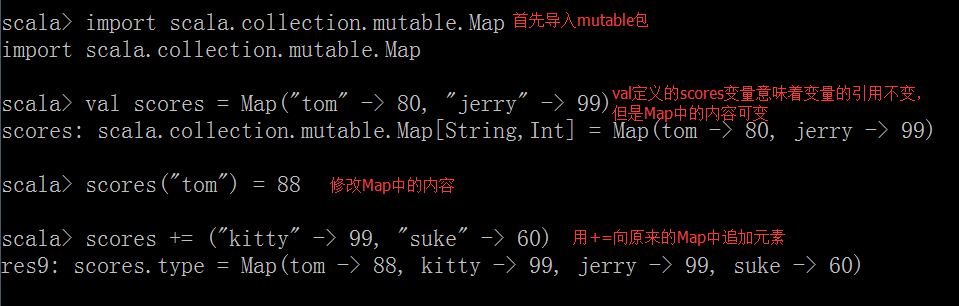 scala> import scala.collection.mutable.Map 首先导入mutable包
import scala.collection.mutable.Map
scala> val scores = Map("tom" -> 80, "jerry" -> 99) val定义的scores变量意味着变量的引用不变,
但是Map中的内容可变
scores: scala.collection.mutable.Map[String,Int] = Map(tom -> 80, jerry -> 99)
scala> scores("tom") = 88 修改Map中的内容
scala> scores += ("kitty" -> 99, "suke" -> 60) 用+=向原来的Map中追加元素
res9: scores.type = Map(tom -> 88, kitty -> 99, jerry -> 99, suke -> 60)